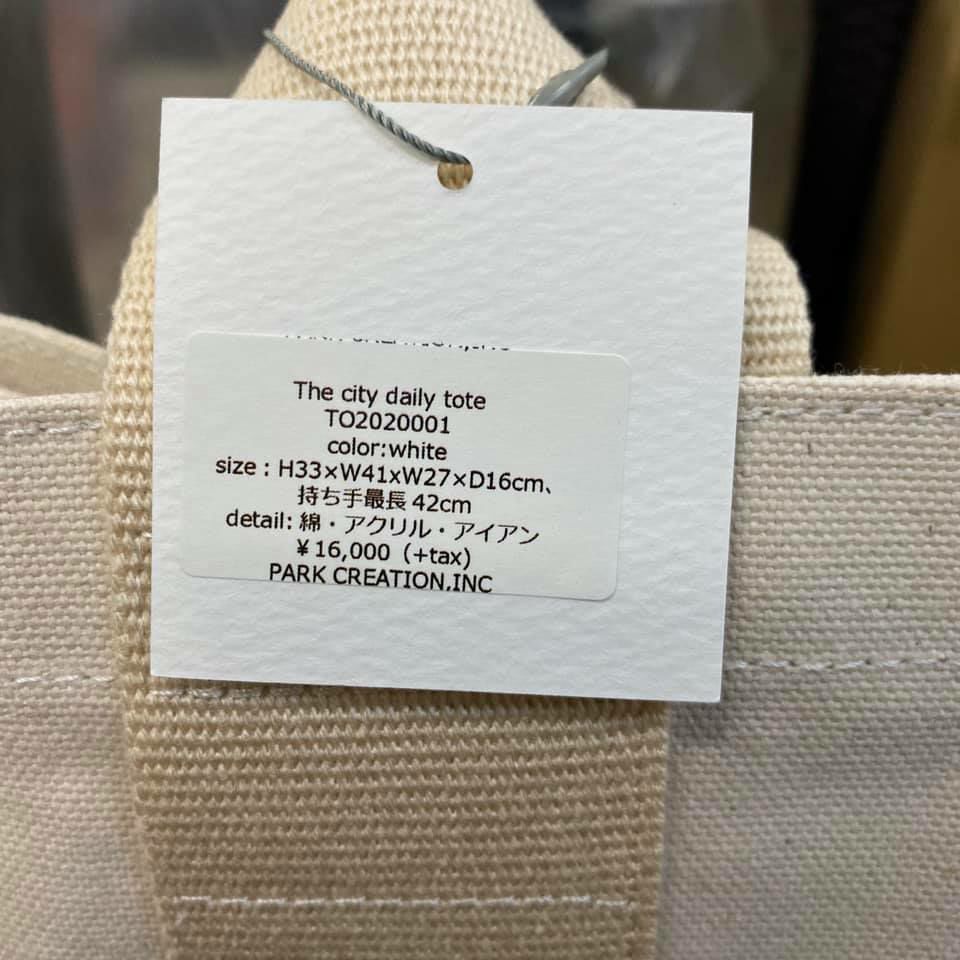 The city daily tote
TO2020001
color:white
size : H33×W41xW27×D16cm、
持ち手最長 42cm
detail: 綿・アクリル・アイアン
¥16,000（+tax)
PARK CREATION,INC